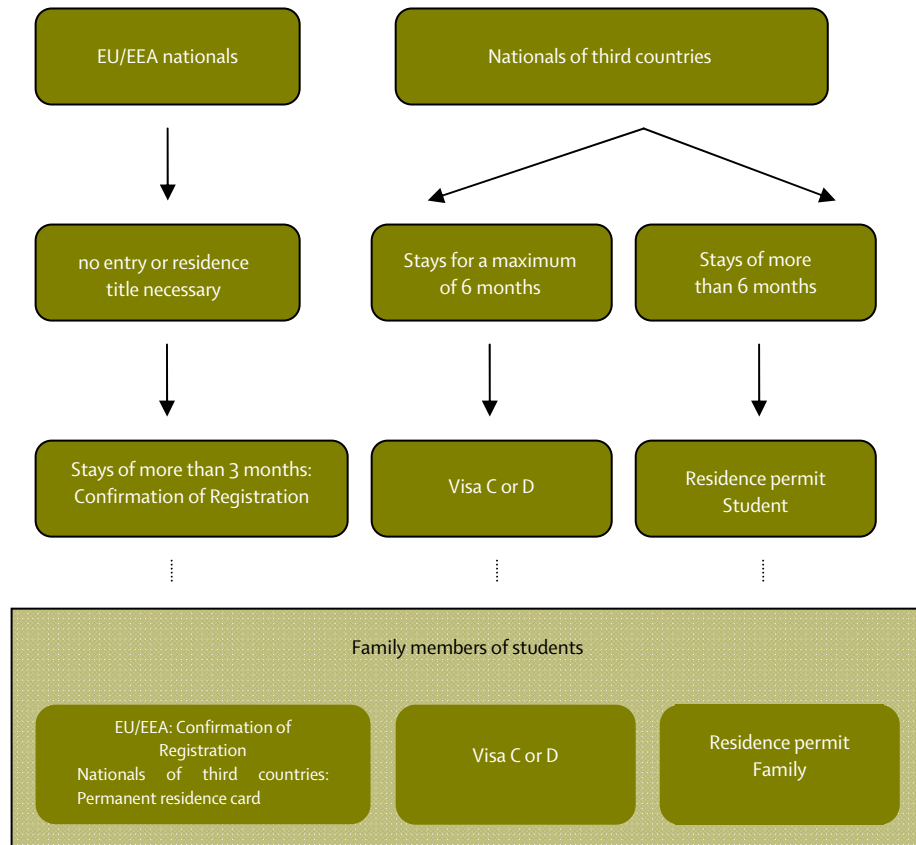 EU/EEA nationals
Nationals of third countries
no entry or residence
title necessary
Stays for a maximum
of 6 months
Stays of more
than 6 months
Stays of more than 3 months:
Confirmation of Registration
Visa C or D
Residence permit
Student
Family members of students
EU/EEA: Confirmation of
Registration
Nationals of third countries:
Permanent residence card
Visa C or D
Residence permit
Family